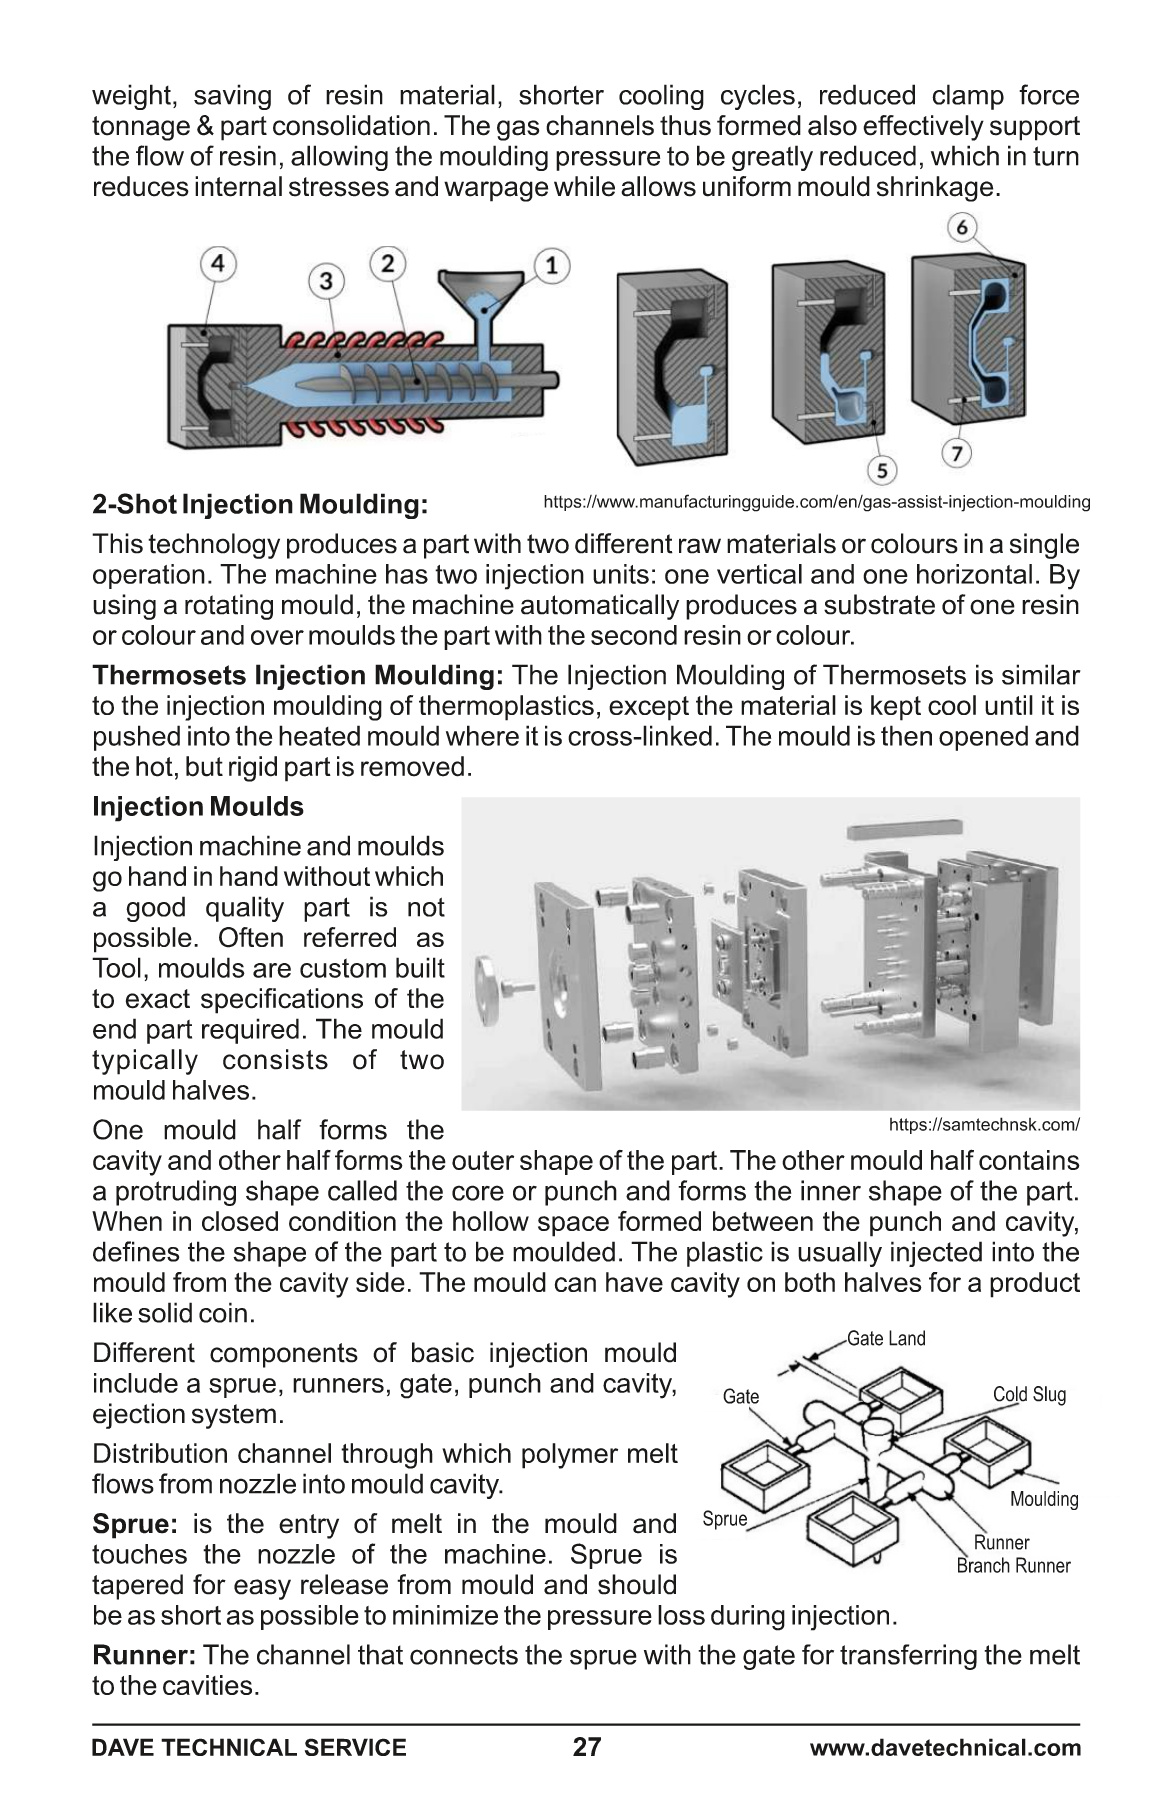 weight, saving of resin material, shorter cooling cycles, reduced clamp force
tonnage & part consolidation. The gas channels thus formed also effectively support
the flow of resin, allowing the moulding pressure to be greatly reduced, which in turn
reduces internal stresses and warpage while allows uniform mould shrinkage.
1
2
3
4
5
6
7
2-Shot Injection Moulding:
https://www.manufacturingguide.com/en/gas-assist-injection-moulding
This technology produces a part with two different raw materials or colours in a single
operation. The machine has two injection units: one vertical and one horizontal. By
using a rotating mould, the machine automatically produces a substrate of one resin
or colour and over moulds the part with the second resin or colour.
Thermosets Injection Moulding: The Injection Moulding of Thermosets is similar
to the injection moulding of thermoplastics, except the material is kept cool until it is
pushed into the heated mould where it is cross-linked. The mould is then opened and
the hot, but rigid part is removed.
Injection Moulds
Injection machine and moulds
go hand in hand without which
a good quality part is not
possible. Often referred as
Tool, moulds are custom built
to exact specifications of the
end part required. The mould
typically consists of two
mould halves.
https://samtechnsk.com/
One mould half forms the
cavity and other half forms the outer shape of the part. The other mould half contains
a protruding shape called the core or punch and forms the inner shape of the part.
When in closed condition the hollow space formed between the punch and cavity,
defines the shape of the part to be moulded. The plastic is usually injected into the
mould from the cavity side. The mould can have cavity on both halves for a product
like solid coin.
Different components of basic injection mould
include a sprue, runners, gate, punch and cavity,
ejection system.
Distribution channel through which polymer melt
flows from nozzle into mould cavity.
Gate Land
Gate
Cold Slug
Moulding
Sprue
Runner
Branch Runner
Sprue: is the entry of melt in the mould and
touches the nozzle of the machine. Sprue is
tapered for easy release from mould and should
be as short as possible to minimize the pressure loss during injection.
Runner: The channel that connects the sprue with the gate for transferring the melt
to the cavities.
DAVE TECHNICAL SERVICE
27
www.davetechnical.com